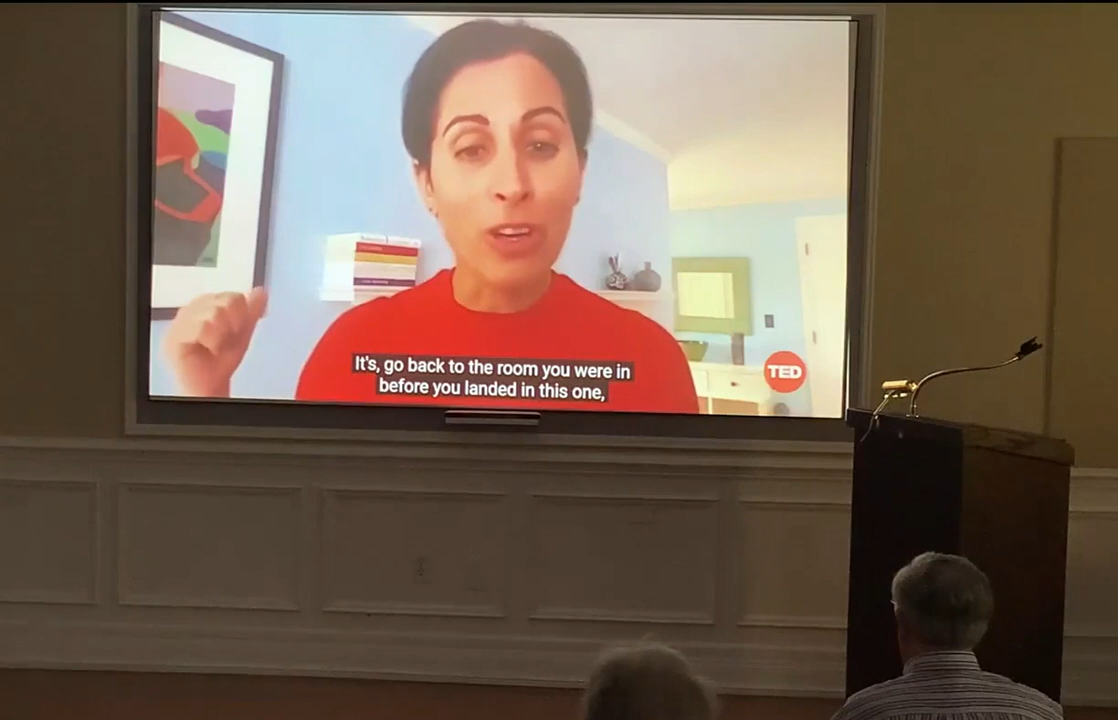 It's, go back to the room you were in
before you landed in this one,
TED